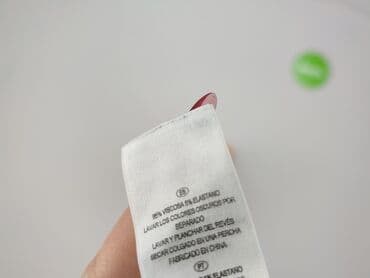 ES
95% VISCOSA 5% ELASTANO
LAVAR LOS COLORES OSCUROS POR
SEPARADO
LAVAR Y PLANCHAR DEL REVÉS
SECAR COLGADO EN UNA PERCHA
FABRICADO EN CHINA
PT
ELASTANO